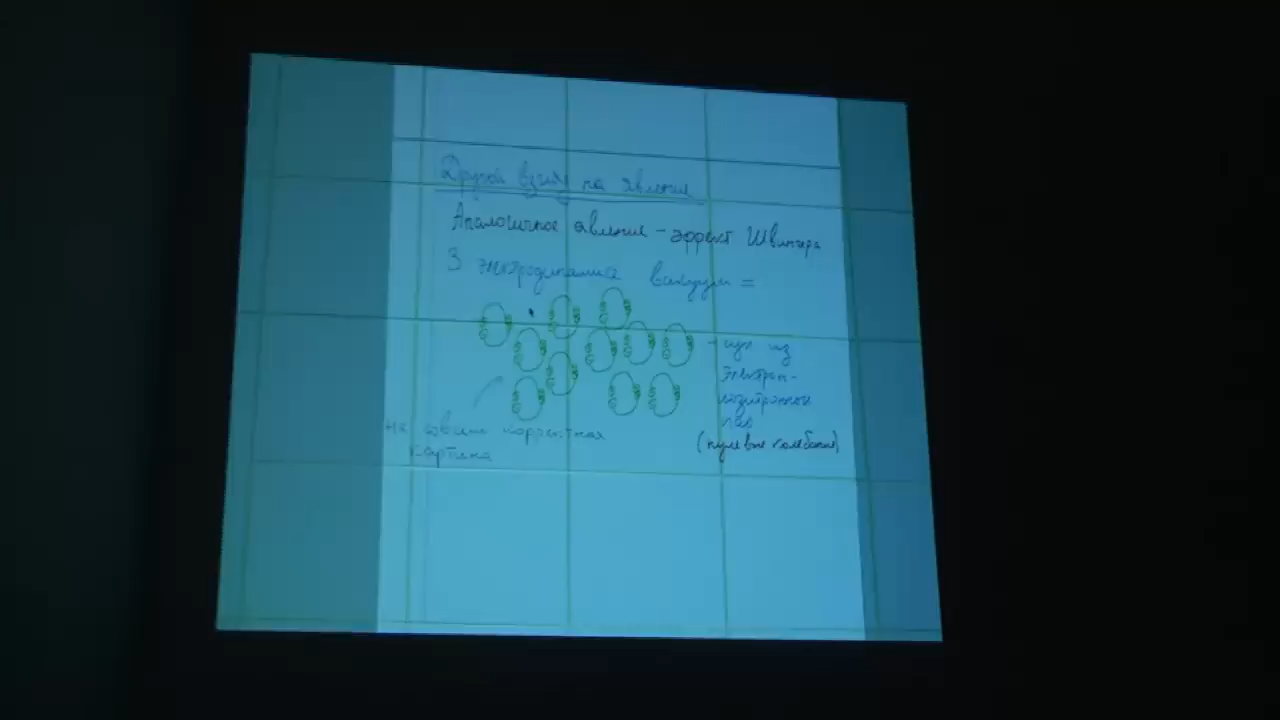 Другой взгляд на явление
Аналогичное явление - эффект Швингера
В электродинамике вакуум =
- из
электрон-
позитронных
пар
(нулевые колебания)
не совсем корректная
картина